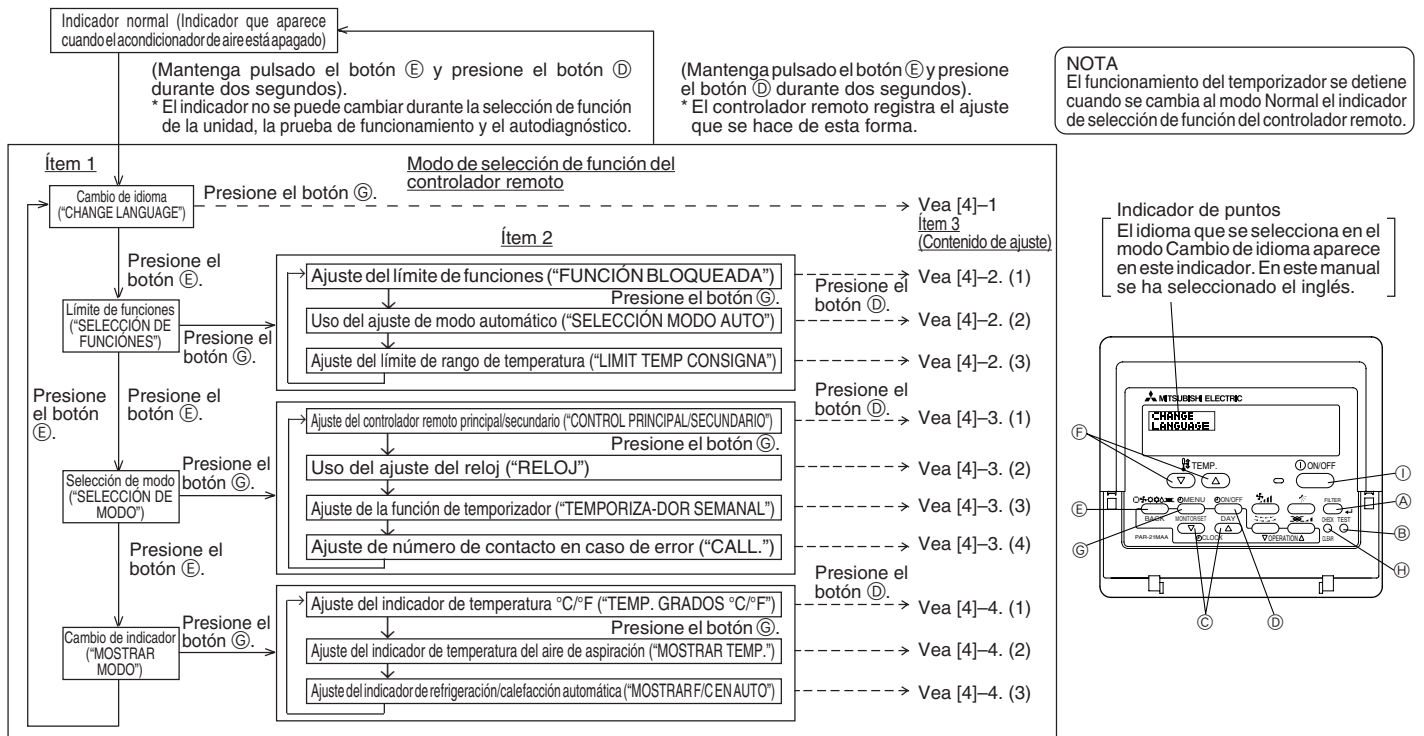 Indicador normal (Indicador que aparece
cuando el acondicionador de aire está apagado)
(Mantenga pulsado el botón Ⓔ y presione el botón Ⓓ
durante dos segundos).
* El indicador no se puede cambiar durante la selección de función
de la unidad, la prueba de funcionamiento y el autodiagnóstico.
(Mantenga pulsado el botón Ⓔ y presione
el botón Ⓓ durante dos segundos).
* El controlador remoto registra el ajuste
que se hace de esta forma.
NOTA
El funcionamiento del temporizador se detiene
cuando se cambia al modo Normal el indicador
de selección de función del controlador remoto.
Ítem 1
Modo de selección de función del
controlador remoto
Cambio de idioma
("CHANGE LANGUAGE")
Presione el botón Ⓖ.
Vea [4]–1
Ítem 3
(Contenido de ajuste)
Ítem 2
Presione el
botón Ⓔ.
Límite de funciones
("SELECCIÓN DE
FUNCIÓNES")
Presione el
botón Ⓖ.
Ajuste del límite de funciones ("FUNCIÓN BLOQUEADA")
Presione el botón Ⓖ.
Uso del ajuste de modo automático ("SELECCIÓN MODO AUTO")
Ajuste del límite de rango de temperatura ("LIMIT TEMP CONSIGNA")
Presione el
botón Ⓓ.
Vea [4]–2. (1)
Vea [4]–2. (2)
Vea [4]–2. (3)
Presione
el botón
Ⓔ.
Presione el
botón Ⓔ.
Selección de modo
("SELECCIÓN DE
MODO")
Presione el
botón Ⓖ.
Ajuste del controlador remoto principal/secundario ("CONTROL PRINCIPAL/SECUNDARIO")
Presione el botón Ⓖ.
Uso del ajuste del reloj ("RELOJ")
Ajuste de la función de temporizador ("TEMPORIZA-DOR SEMANAL")
Ajuste de número de contacto en caso de error ("CALL.")
Presione el
botón Ⓓ.
Vea [4]–3. (1)
Vea [4]–3. (2)
Vea [4]–3. (3)
Vea [4]–3. (4)
Presione el
botón Ⓔ.
Cambio de indicador
("MOSTRAR
MODO")
Presione el
botón Ⓖ.
Ajuste del indicador de temperatura °C/°F ("TEMP. GRADOS °C/°F")
Presione el botón Ⓖ.
Ajuste del indicador de temperatura del aire de aspiración ("MOSTRAR TEMP.")
Ajuste del indicador de refrigeración/calefacción automática ("MOSTRAR F/C EN AUTO")
Presione el
botón Ⓓ.
Vea [4]–4. (1)
Vea [4]–4. (2)
Vea [4]–4. (3)
Indicador de puntos
El idioma que se selecciona en el
modo Cambio de idioma aparece
en este indicador. En este manual
se ha seleccionado el inglés.
MITSUBISHI ELECTRIC
CHANGE
LANGUAGE
Ⓕ
TEMP.
ON/OFF
Ⓘ
MENU
ON/OFF
FILTER
Ⓐ
Ⓔ
BACK
MONITOR/SET
DAY
CHECK
TEST
Ⓑ
PAR-21MAA
CLOCK
OPERATION
CLEAR
Ⓖ
Ⓗ
Ⓒ
Ⓓ